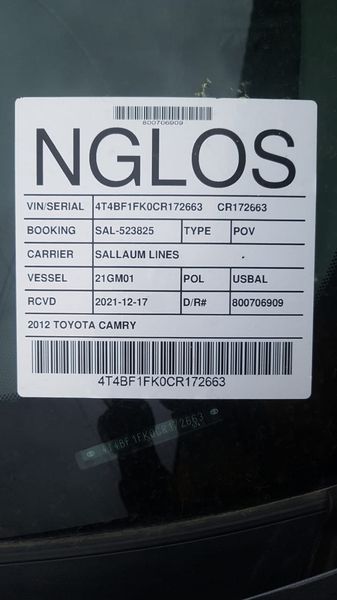 800706909
NGLOS
VIN/SERIAL 4T4BF1FK0CR172663 CR172663
BOOKING SAL-523825 TYPE POV
CARRIER SALLAUM LINES
VESSEL 21GM01 POL USBAL
RCVD 2021-12-17 D/R# 800706909
2012 TOYOTA CAMRY
4T4BF1FK0CR172663
4T4BF1FK0CR172663